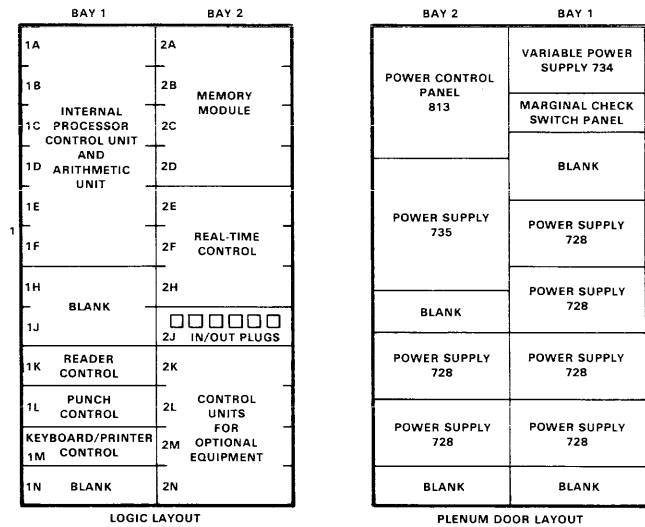 BAY 1
BAY 2
1A
1B
1C
1D
1E
1F
INTERNAL
PROCESSOR
CONTROL UNIT
AND
ARITHMETIC
UNIT
1
1H
BLANK
1J
1K
READER
CONTROL
1L
PUNCH
CONTROL
KEYBOARD/PRINTER
1M CONTROL
1N BLANK
2A
2B
2C
2D
MEMORY
MODULE
2E
2F
2H
REAL-TIME
CONTROL
2J IN/OUT PLUGS
2K
2L
2M
2N
CONTROL
UNITS
FOR
OPTIONAL
EQUIPMENT
LOGIC LAYOUT
BAY 2
BAY 1
POWER CONTROL
PANEL
813
POWER SUPPLY
735
BLANK
POWER SUPPLY
728
POWER SUPPLY
728
BLANK
VARIABLE POWER
SUPPLY 734
MARGINAL CHECK
SWITCH PANEL
BLANK
POWER SUPPLY
728
POWER SUPPLY
728
POWER SUPPLY
728
POWER SUPPLY
728
BLANK
PLENUM DOOR LAYOUT